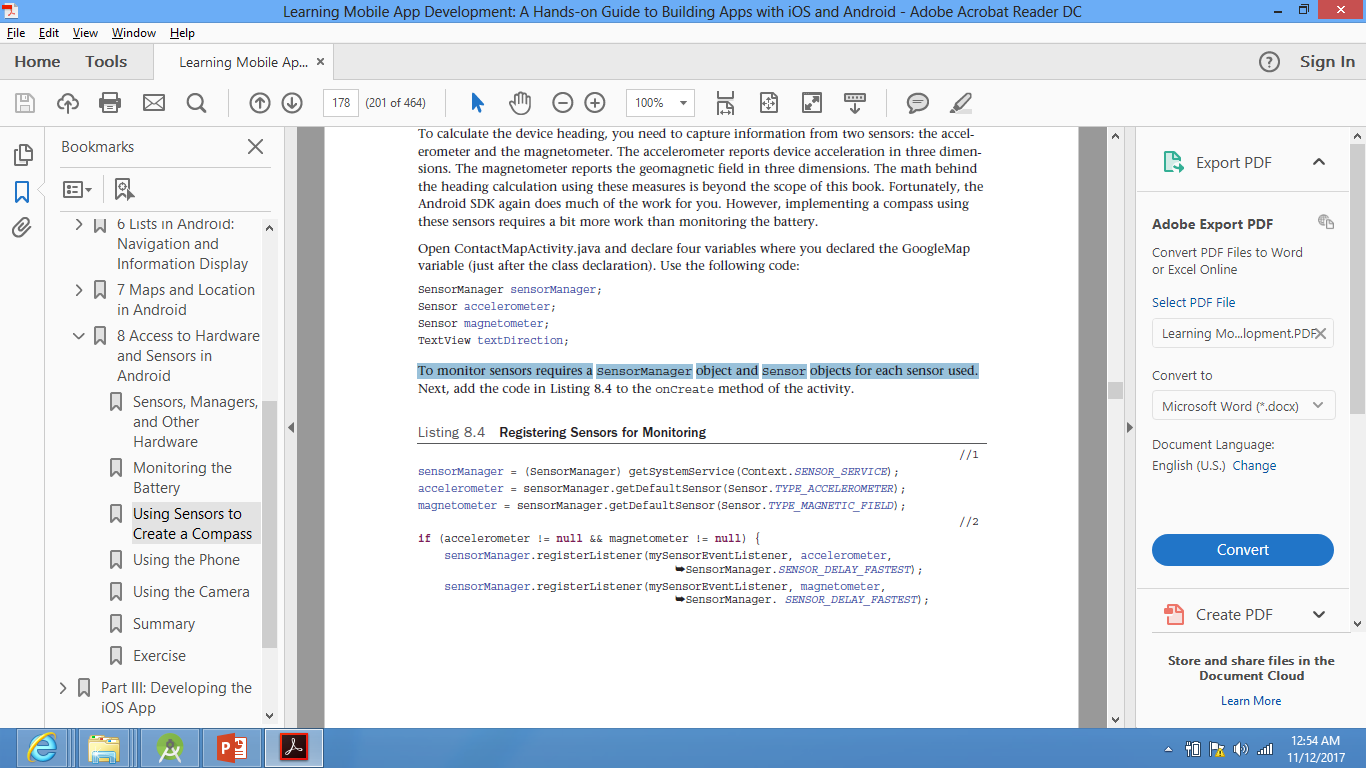 Learning Mobile App Development: A Hands-on Guide to Building Apps with iOS and Android - Adobe Acrobat Reader DC
File Edit View Window Help
Home Tools Learning Mobile Ap... × Sign In
178 (201 of 464) 100%
Bookmarks
6 Lists in Android:
Navigation and
Information Display
7 Maps and Location
in Android
8 Access to Hardware
and Sensors in
Android
Sensors, Managers,
and Other
Hardware
Monitoring the
Battery
Using Sensors to
Create a Compass
Using the Phone
Using the Camera
Summary
Exercise
Part III: Developing the
iOS App
To calculate the device heading, you need to capture information from two sensors: the accel-
erometer and the magnetometer. The accelerometer reports device acceleration in three dimen-
sions. The magnetometer reports the geomagnetic field in three dimensions. The math behind
the heading calculation using these measures is beyond the scope of this book. Fortunately, the
Android SDK again does much of the work for you. However, implementing a compass using
these sensors requires a bit more work than monitoring the battery.
Open ContactMapActivity.java and declare four variables where you declared the GoogleMap
variable (just after the class declaration). Use the following code:
SensorManager sensorManager;
Sensor accelerometer;
Sensor magnetometer;
TextView textDirection;
To monitor sensors requires a SensorManager object and Sensor objects for each sensor used.
Next, add the code in Listing 8.4 to the onCreate method of the activity.
Listing 8.4 Registering Sensors for Monitoring
//1
sensorManager = (SensorManager) getSystemService(Context.SENSOR_SERVICE);
accelerometer = sensorManager.getDefaultSensor(Sensor.TYPE_ACCELEROMETER);
magnetometer = sensorManager.getDefaultSensor(Sensor.TYPE_MAGNETIC_FIELD);
//2
if (accelerometer != null && magnetometer != null) {
sensorManager.registerListener(mySensorEventListener, accelerometer,
➥SensorManager.SENSOR_DELAY_FASTEST);
sensorManager.registerListener(mySensorEventListener, magnetometer,
➥SensorManager. SENSOR_DELAY_FASTEST);
Export PDF
Adobe Export PDF
Convert PDF Files to Word
or Excel Online
Select PDF File
Learning Mo...lopment.PDF
Convert to
Microsoft Word (*.docx)
Document Language:
English (U.S.) Change
Convert
Create PDF
Store and share files in the
Document Cloud
Learn More
12:54 AM
11/12/2017